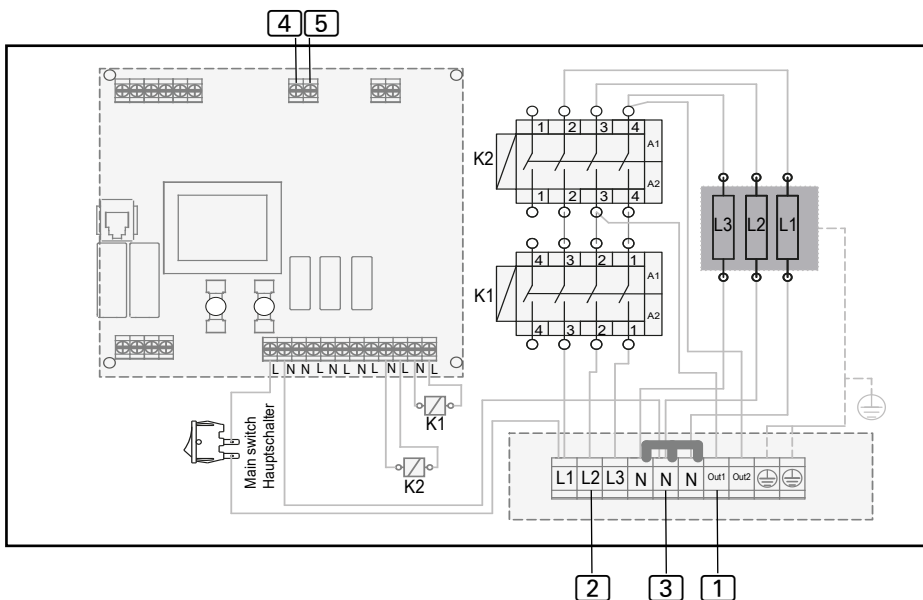 4 5
K2
1 2 3 4
A1
A2
1 2 3 4
K1
4 3 2 1
A1
A2
4 3 2 1
L3 L2 L1
L N N L N L N L N L N L
K1
K2
Main switch
Hauptschalter
L1 L2 L3 N N N Out1 Out2
2 3 1